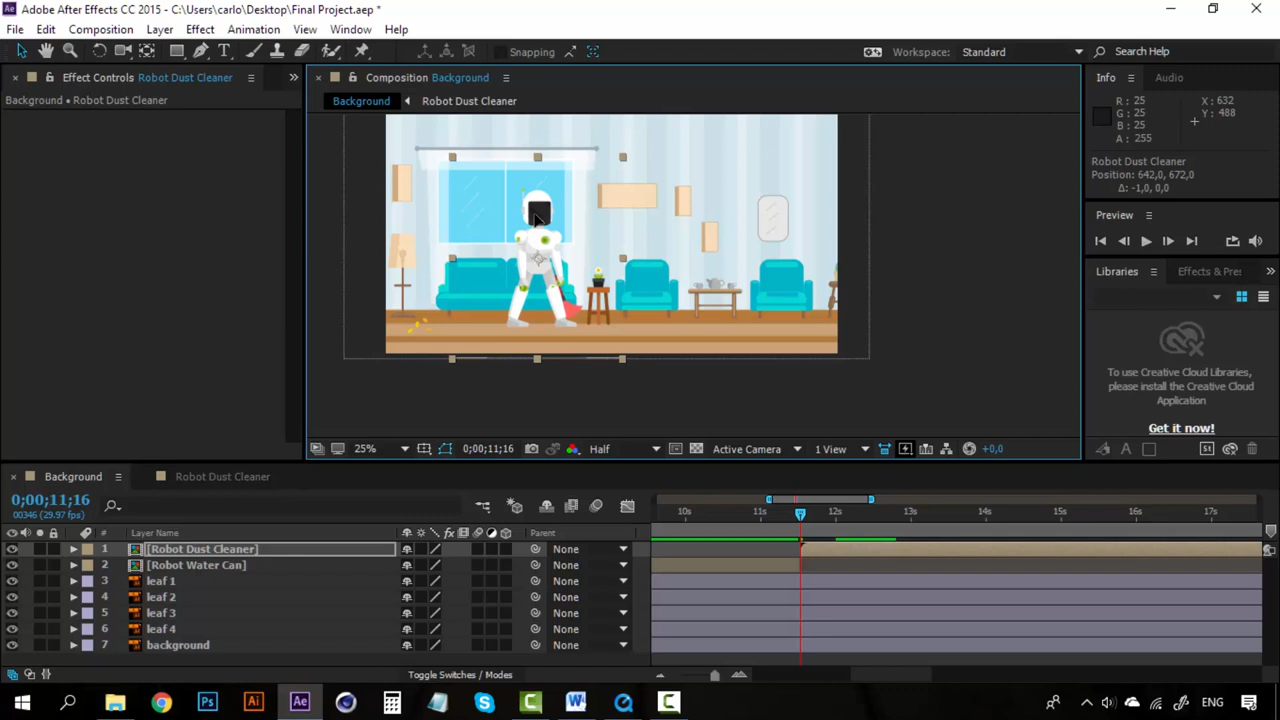 Adobe After Effects CC 2015 - C:\Users\carlo\Desktop\Final Project.aep *
File Edit Composition Layer Effect Animation View Window Help
Snapping Workspace: Standard Search Help
Effect Controls Robot Dust Cleaner
Composition Background
Info Audio
Background • Robot Dust Cleaner
Background Robot Dust Cleaner
R: 25 X: 632
G: 25 Y: 488
B: 25
A: 255
Robot Dust Cleaner
Position: 642,0, 672,0
Δ: -1,0, 0,0
Preview
Libraries Effects & Pres
To use Creative Cloud Libraries,
please install the Creative Cloud
Application
Get it now!
25% 0;00;11;16 Half Active Camera 1 View +0,0
Background Robot Dust Cleaner
0;00;11;16
00346 (29.97 fps)
10s 11s 12s 13s 14s 15s 16s 17s
Layer Name Parent
1 [Robot Dust Cleaner] None
2 [Robot Water Can] None
3 leaf 1 None
4 leaf 2 None
5 leaf 3 None
6 leaf 4 None
7 background None
Toggle Switches / Modes
Ps Ai Ae ENG